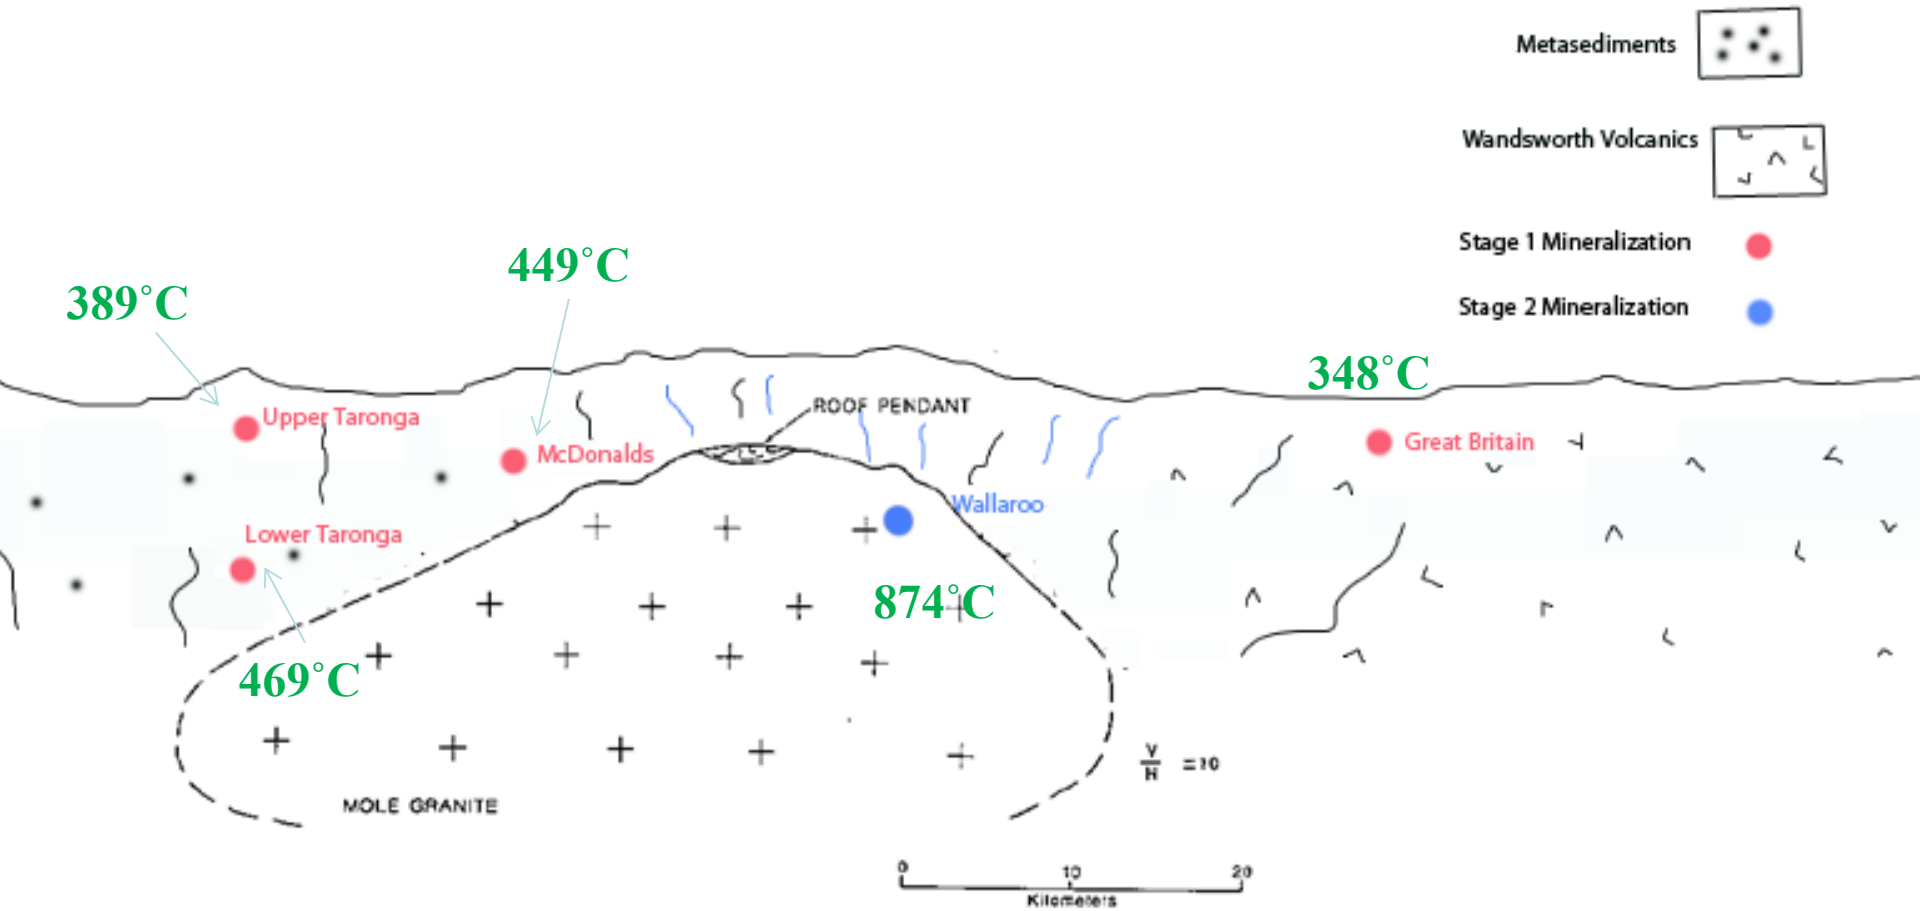 Metasediments
Wandsworth Volcanics
Stage 1 Mineralization
Stage 2 Mineralization
449°C
389°C
348°C
ROOF PENDANT
Upper Taronga
McDonalds
Great Britain
Wallaroo
Lower Taronga
874°C
469°C
V/H =10
MOLE GRANITE
0 10 20
Kilometers